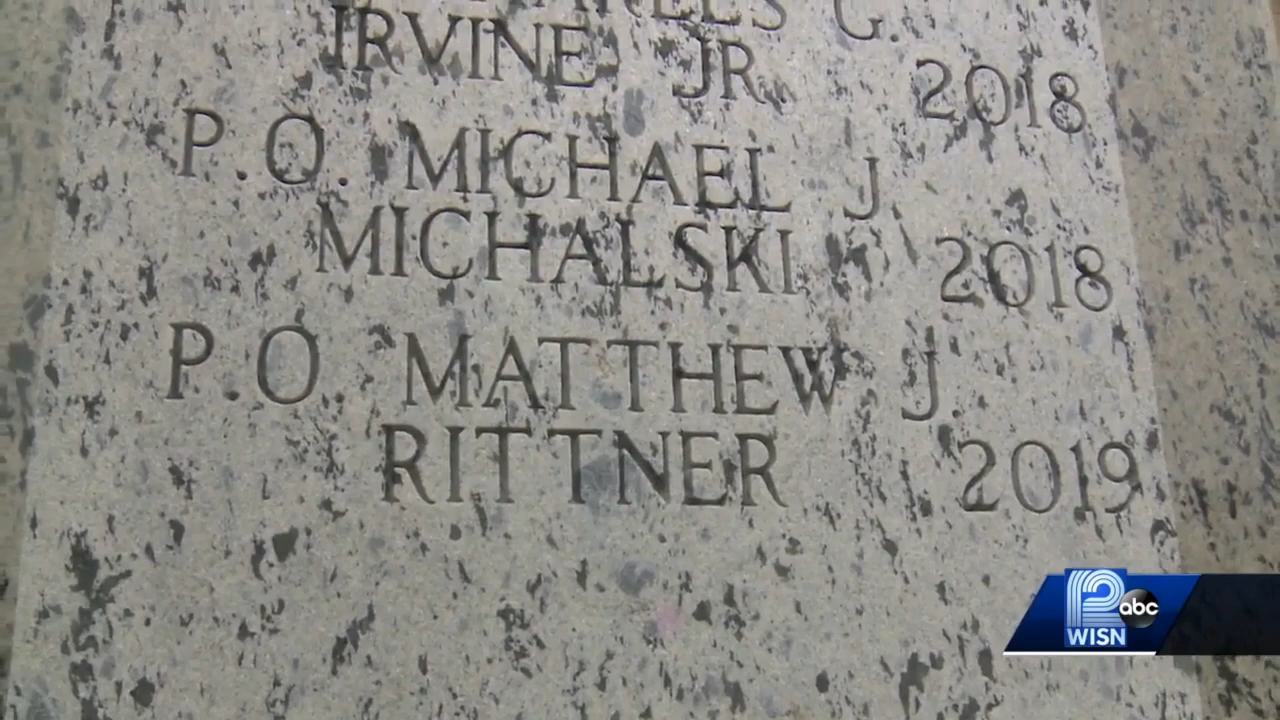 G.
IRVINE JR. 2018
P.O. MICHAEL J
MICHALSKI 2018
P.O MATTHEW J.
RITTNER 2019
12
abc
WISN